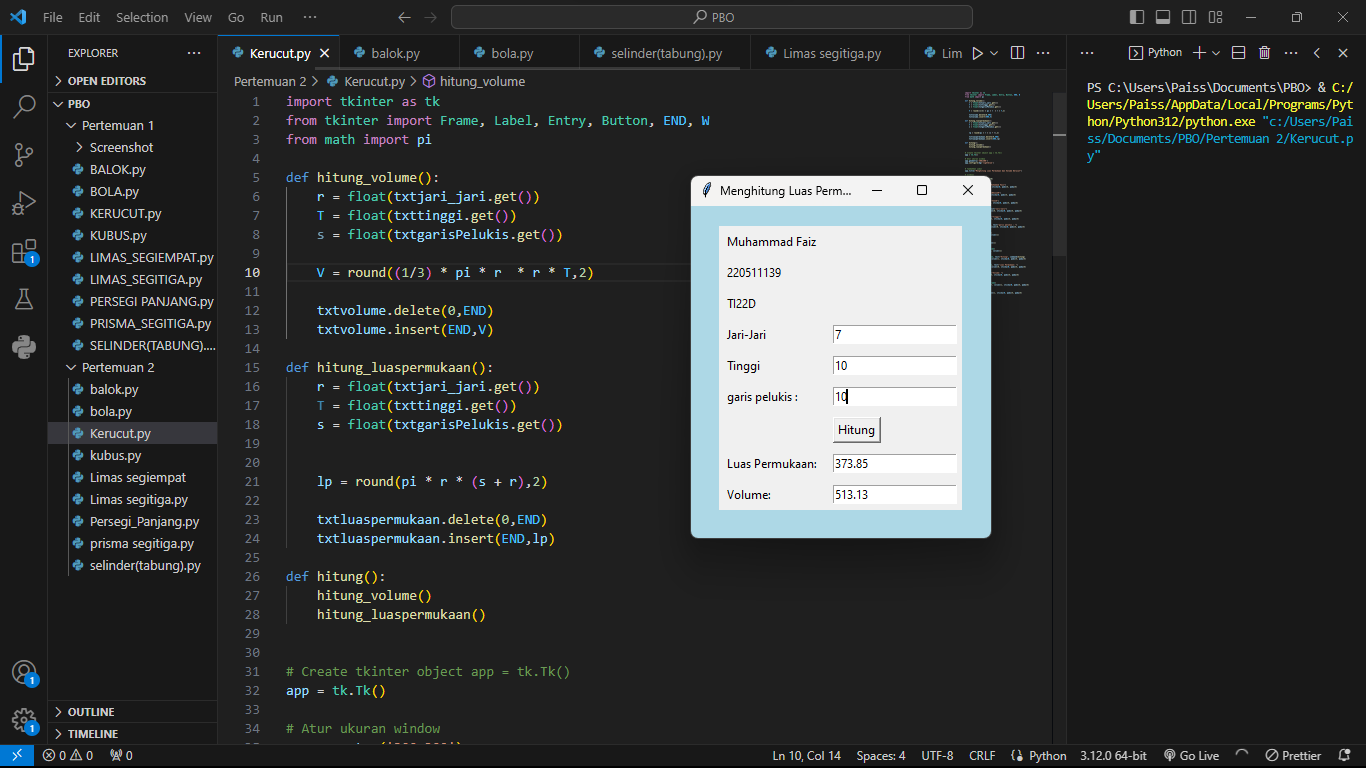 File Edit Selection View Go Run ··· PBO
EXPLORER ···
OPEN EDITORS
PBO
Pertemuan 1
Screenshot
BALOK.py
BOLA.py
KERUCUT.py
KUBUS.py
LIMAS_SEGIEMPAT.py
LIMAS_SEGITIGA.py
PERSEGI PANJANG.py
PRISMA_SEGITIGA.py
SELINDER(TABUNG)....
Pertemuan 2
balok.py
bola.py
Kerucut.py
kubus.py
Limas segiempat
Limas segitiga.py
Persegi_Panjang.py
prisma segitiga.py
selinder(tabung).py
OUTLINE
TIMELINE
1
1
1
Kerucut.py balok.py bola.py selinder(tabung).py Limas segitiga.py Lim ···
Pertemuan 2 > Kerucut.py > hitung_volume
1 import tkinter as tk
2 from tkinter import Frame, Label, Entry, Button, END, W
3 from math import pi
4
5 def hitung_volume():
6 r = float(txtjari_jari.get())
7 T = float(txttinggi.get())
8 s = float(txtgarisPelukis.get())
9
10 V = round((1/3) * pi * r  * r * T,2)
11
12 txtvolume.delete(0,END)
13 txtvolume.insert(END,V)
14
15 def hitung_luaspermukaan():
16 r = float(txtjari_jari.get())
17 T = float(txttinggi.get())
18 s = float(txtgarisPelukis.get())
19
20
21 lp = round(pi * r * (s + r),2)
22
23 txtluaspermukaan.delete(0,END)
24 txtluaspermukaan.insert(END,lp)
25
26 def hitung():
27 hitung_volume()
28 hitung_luaspermukaan()
29
30
31 # Create tkinter object app = tk.Tk()
32 app = tk.Tk()
33
34 # Atur ukuran window
Menghitung Luas Perm...
Muhammad Faiz
220511139
TI22D
Jari-Jari 7
Tinggi 10
garis pelukis : 10
Hitung
Luas Permukaan: 373.85
Volume: 513.13
··· Python ···
PS C:\Users\Paiss\Documents\PBO> & C:/
Users/Paiss/AppData/Local/Programs/Pyt
hon/Python312/python.exe "c:/Users/Pai
ss/Documents/PBO/Pertemuan 2/Kerucut.p
y"
0 0 0 Ln 10, Col 14 Spaces: 4 UTF-8 CRLF Python 3.12.0 64-bit Go Live Prettier